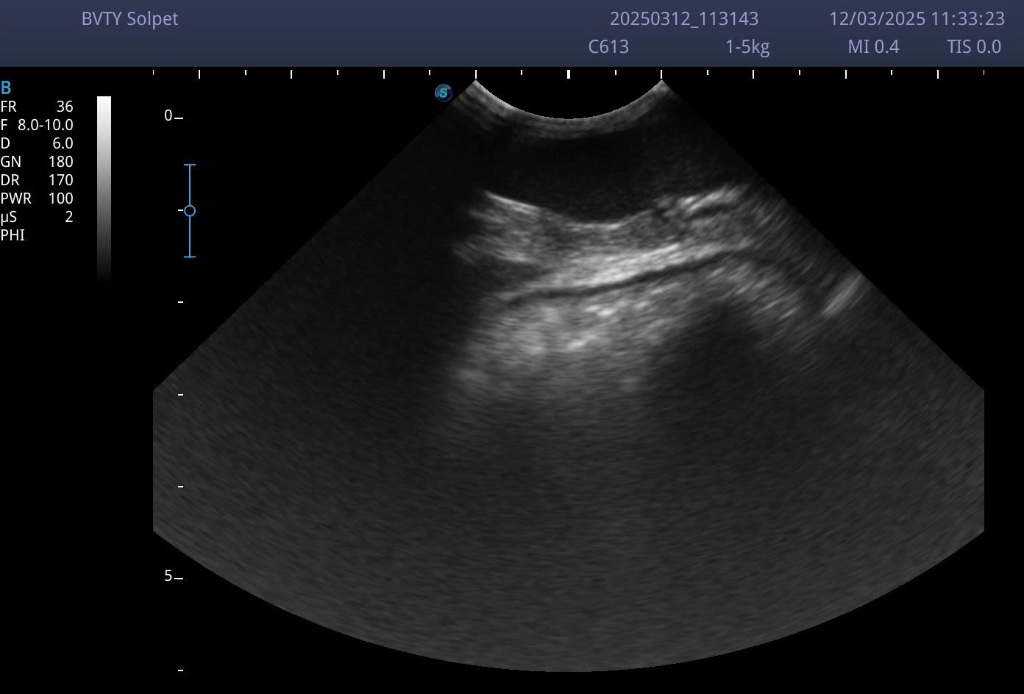 BVTY Solpet 20250312_113143 12/03/2025 11:33:23
C613 1-5kg MI 0.4 TIS 0.0
B
FR 36
F 8.0-10.0
D 6.0
GN 180
DR 170
PWR 100
µS 2
PHI
S
0
5